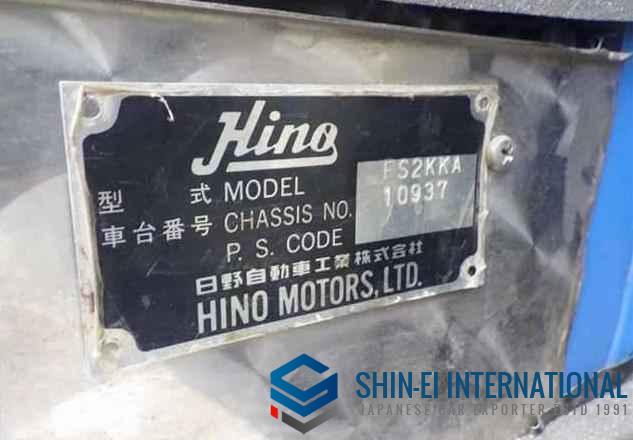 Hino
型式 MODEL FS2KKA
車台番号 CHASSIS NO. 10937
P. S. CODE
日野自動車工業株式会社
HINO MOTORS, LTD.
SHIN-EI INTERNATIONAL
JAPANESE CAR EXPORTER ESTD 1991